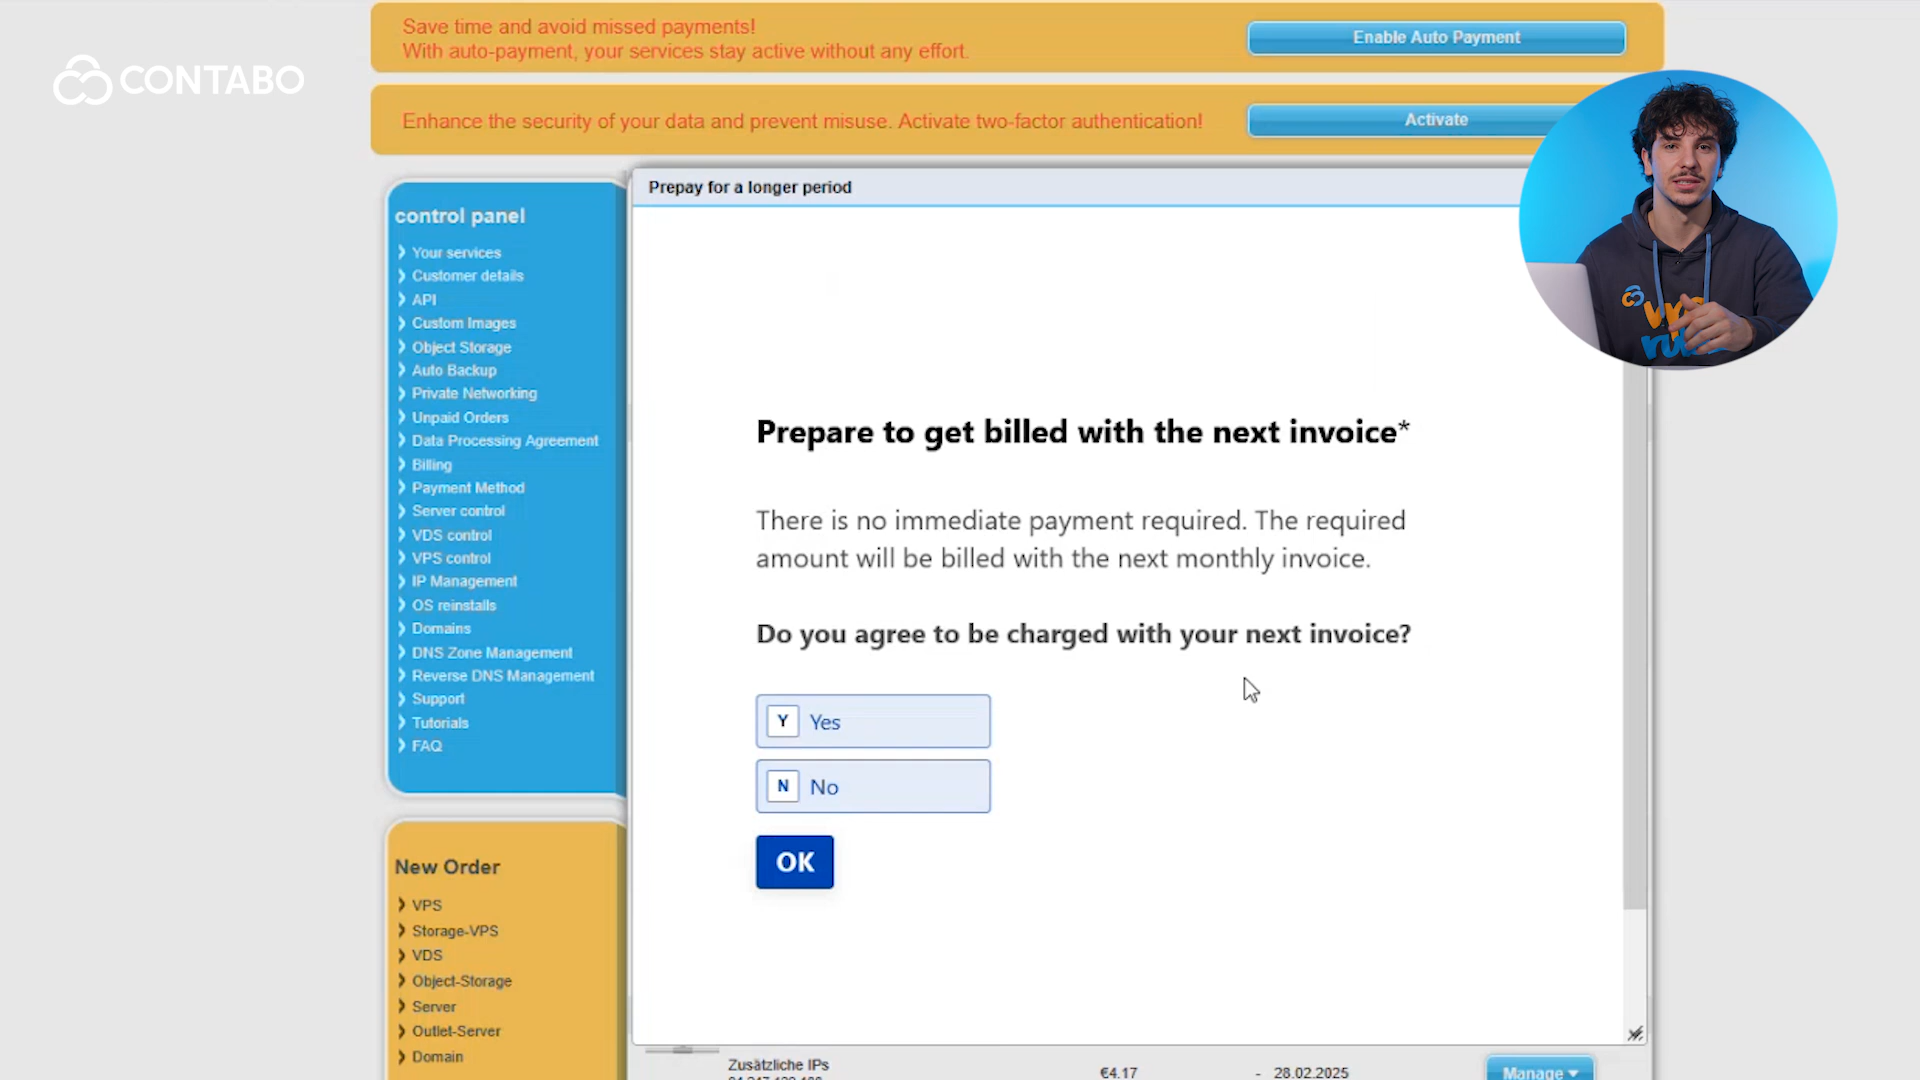 CONTABO
Save time and avoid missed payments!
With auto-payment, your services stay active without any effort.
Enable Auto Payment
Enhance the security of your data and prevent misuse. Activate two-factor authentication!
Activate
control panel
Your services
Customer details
API
Custom Images
Object Storage
Auto Backup
Private Networking
Unpaid Orders
Data Processing Agreement
Billing
Payment Method
Server control
VDS control
VPS control
IP Management
OS reinstalls
Domains
DNS Zone Management
Reverse DNS Management
Support
Tutorials
FAQ
New Order
VPS
Storage-VPS
VDS
Object-Storage
Server
Outlet-Server
Domain
Prepay for a longer period
Prepare to get billed with the next invoice*
There is no immediate payment required. The required
amount will be billed with the next monthly invoice.
Do you agree to be charged with your next invoice?
Y Yes
N No
OK
Zusätzliche IPs
€4.17
- 28.02.2025
Manage